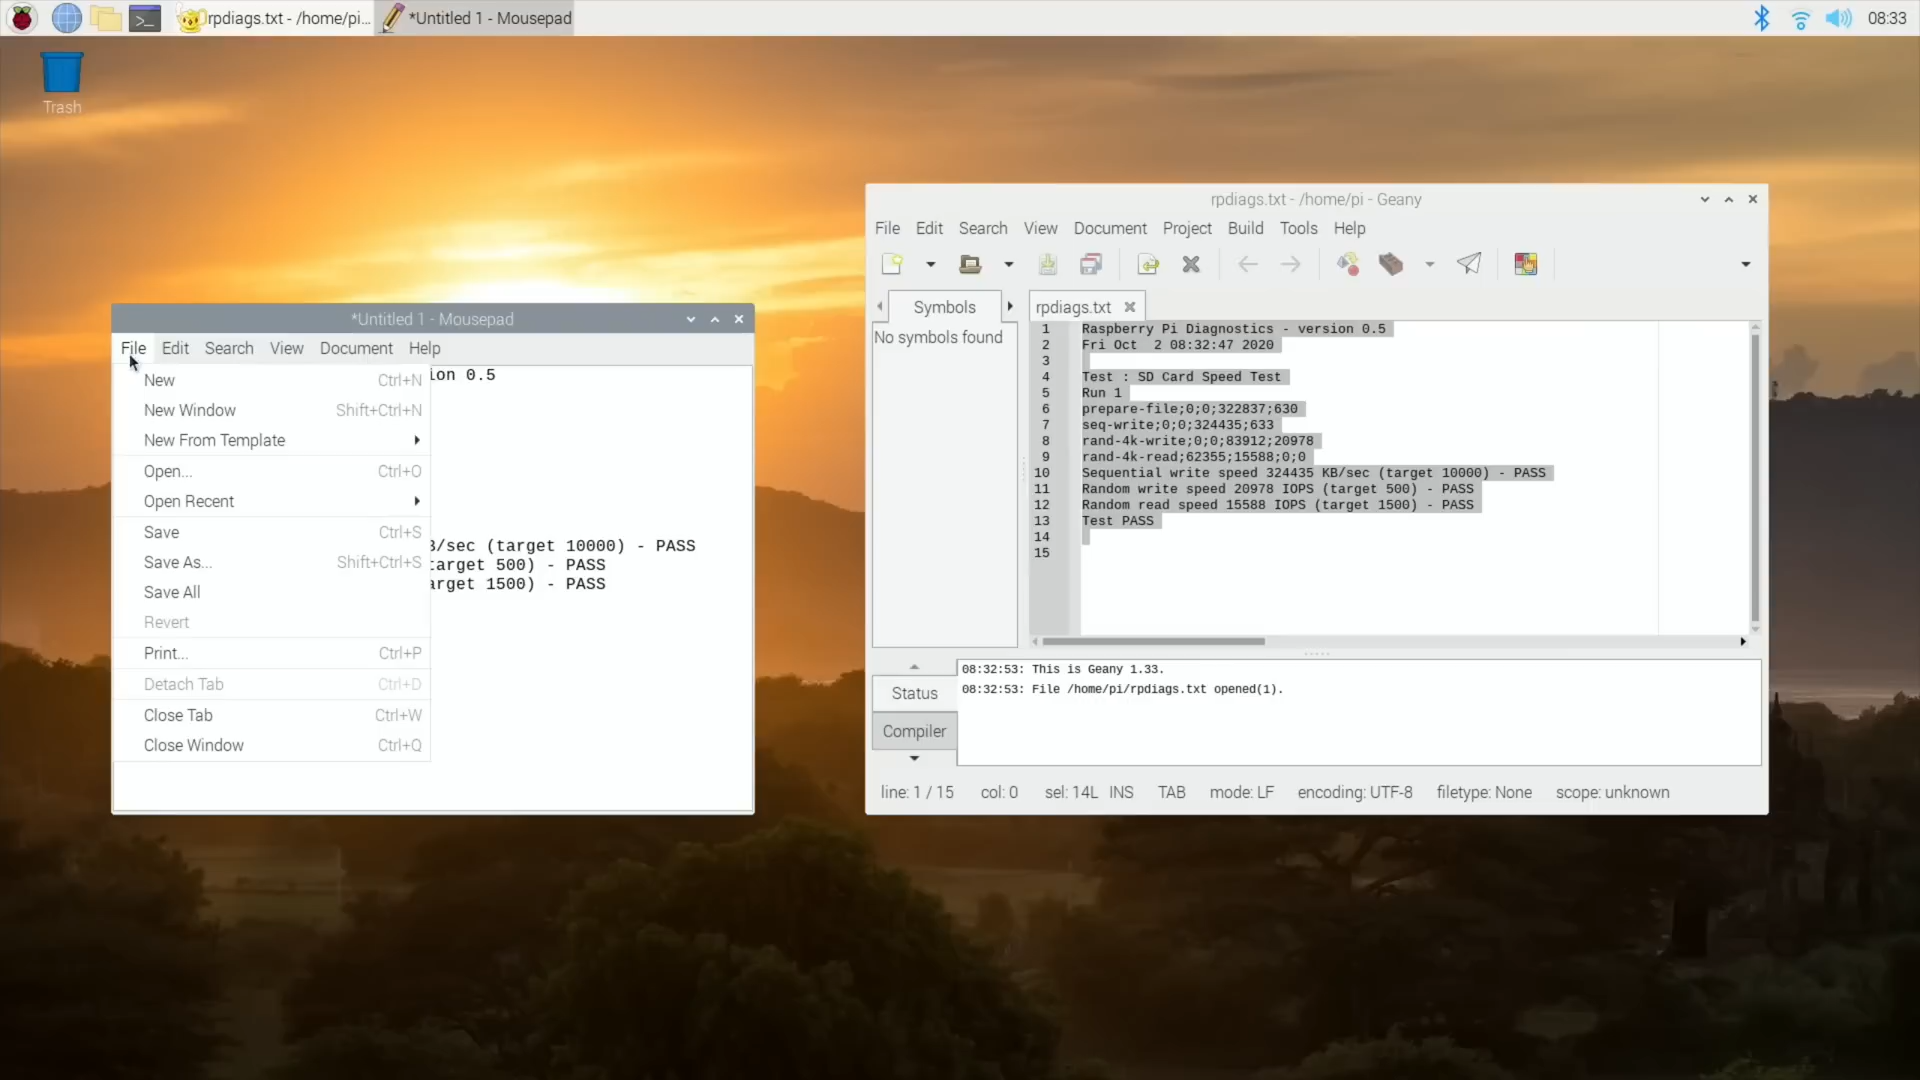 rpdiags.txt - /home/pi...
*Untitled 1 - Mousepad
08:33
Trash
*Untitled 1 - Mousepad
File Edit Search View Document Help
New Ctrl+N
New Window Shift+Ctrl+N
New From Template
Open... Ctrl+O
Open Recent
Save Ctrl+S
Save As... Shift+Ctrl+S
Save All
Revert
Print... Ctrl+P
Detach Tab Ctrl+D
Close Tab Ctrl+W
Close Window Ctrl+Q
ion 0.5
B/sec (target 10000) - PASS
target 500) - PASS
arget 1500) - PASS
rpdiags.txt - /home/pi - Geany
File Edit Search View Document Project Build Tools Help
Symbols
No symbols found
rpdiags.txt
1 Raspberry Pi Diagnostics - version 0.5
2 Fri Oct  2 08:32:47 2020
3
4 Test : SD Card Speed Test
5 Run 1
6 prepare-file;0;0;322837;630
7 seq-write;0;0;324435;633
8 rand-4k-write;0;0;83912;20978
9 rand-4k-read;62355;15588;0;0
10 Sequential write speed 324435 KB/sec (target 10000) - PASS
11 Random write speed 20978 IOPS (target 500) - PASS
12 Random read speed 15588 IOPS (target 1500) - PASS
13 Test PASS
14
15
Status
Compiler
08:32:53: This is Geany 1.33.
08:32:53: File /home/pi/rpdiags.txt opened(1).
line: 1 / 15 col: 0 sel: 14L INS TAB mode: LF encoding: UTF-8 filetype: None scope: unknown